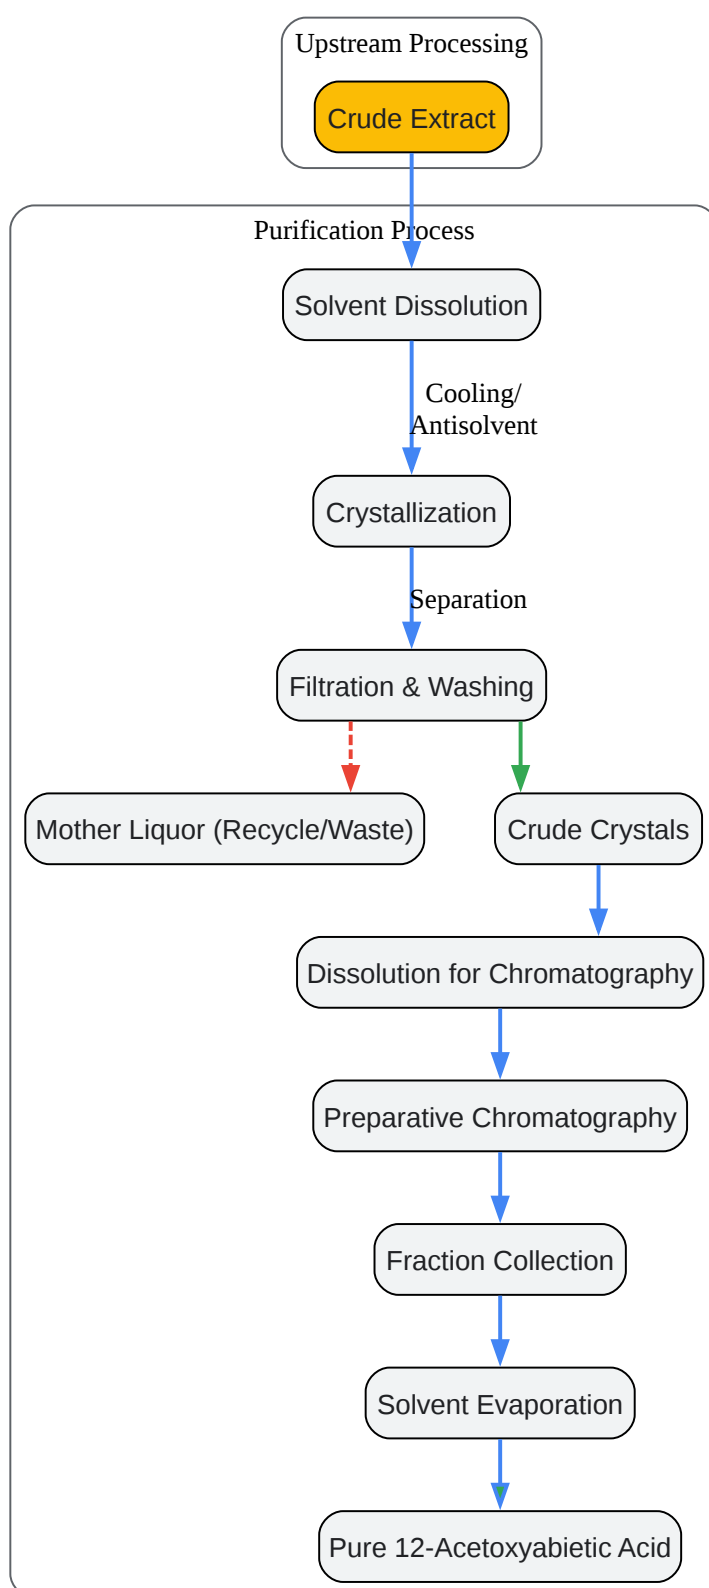 Upstream Processing
Crude Extract
Purification Process
Solvent Dissolution
Cooling/
Antisolvent
Crystallization
Separation
Filtration & Washing
Mother Liquor (Recycle/Waste)
Crude Crystals
Dissolution for Chromatography
Preparative Chromatography
Fraction Collection
Solvent Evaporation
Pure 12-Acetoxyabietic Acid